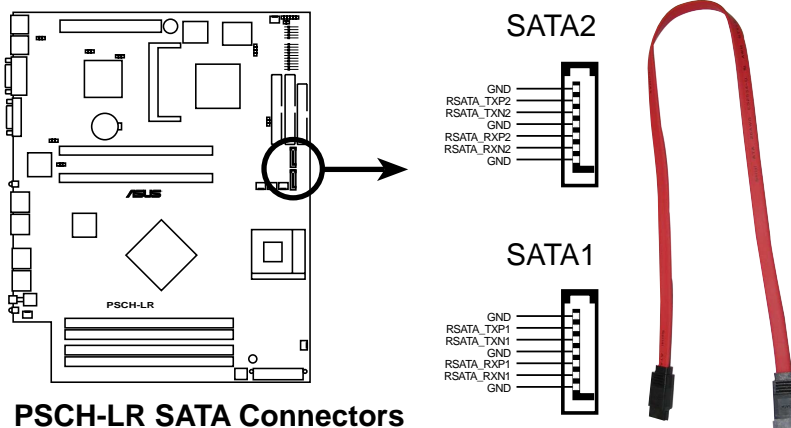 SATA2
GND
RSATA_TXP2
RSATA_TXN2
GND
RSATA_RXP2
RSATA_RXN2
GND
ASUS
PSCH-LR
SATA1
GND
RSATA_TXP1
RSATA_TXN1
GND
RSATA_RXP1
RSATA_RXN1
GND
PSCH-LR SATA Connectors